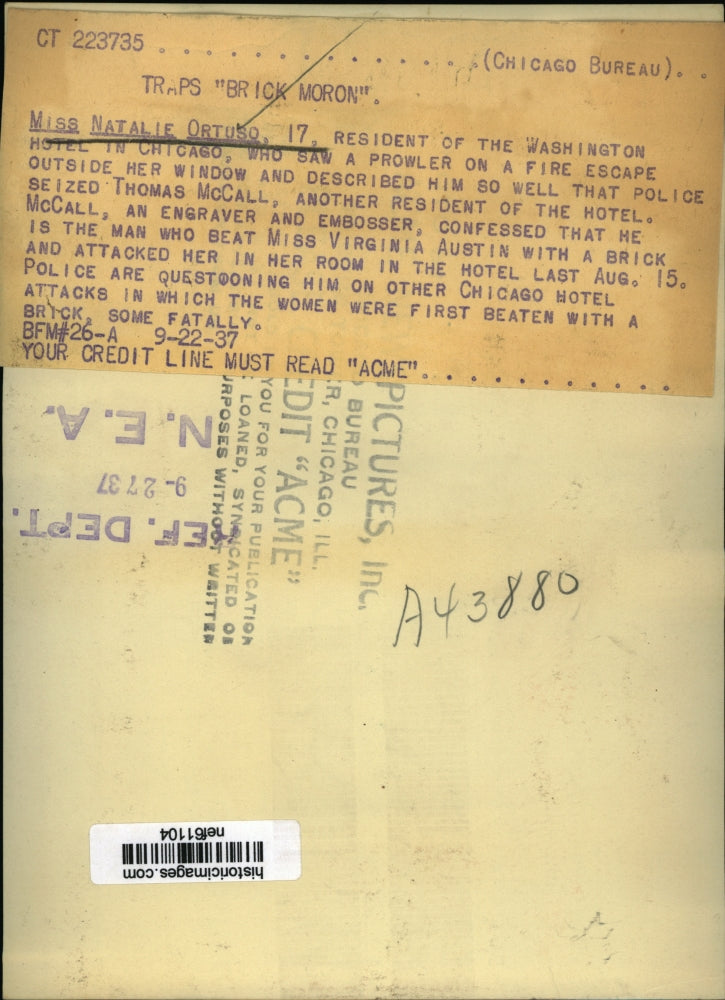 CT 223735 . . . . . . . . . . . . . . . (CHICAGO BUREAU). .
TRAPS "BRICK MORON".
MISS NATALIE ORTUSO, 17, RESIDENT OF THE WASHINGTON
HOTEL IN CHICAGO, WHO SAW A PROWLER ON A FIRE ESCAPE
OUTSIDE HER WINDOW AND DESCRIBED HIM SO WELL THAT POLICE
SEIZED THOMAS MCCALL, ANOTHER RESIDENT OF THE HOTEL.
MCCALL, AN ENGRAVER AND EMBOSSER, CONFESSED THAT HE
IS THE MAN WHO BEAT MISS VIRGINIA AUSTIN WITH A BRICK
AND ATTACKED HER IN HER ROOM IN THE HOTEL LAST AUG. 15.
POLICE ARE QUESTOONING HIM ON OTHER CHICAGO HOTEL
ATTACKS IN WHICH THE WOMEN WERE FIRST BEATEN WITH A
BRICK, SOME FATALLY.
BFM#26-A 9-22-37
YOUR CREDIT LINE MUST READ "ACME". . . . . . . . . . . .
PICTURES, Inc.
BUREAU
R, CHICAGO, ILL.
EDIT "ACME"
YOU FOR YOUR PUBLICATION
LOANED, SYNDICATED OR
URPOSES WITHOUT WRITTEN
N.E.A.
9-27 37
REF. DEPT.
A43880
historicimages.com
nef61104